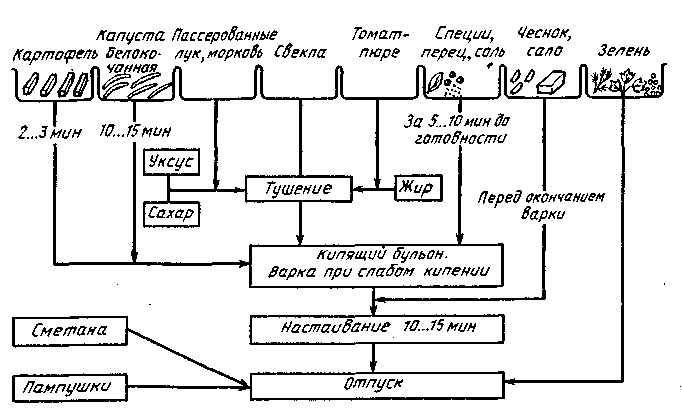 Картофель
Капуста
белоко-
чанная
Пассерованные
лук, морковь
Свекла
Томат-
пюре
Специи,
перец, соль
Чеснок,
сало
Зелень
2...3 мин
10...15 мин
За 5...10 мин до
готовности
Уксус
Сахар
Тушение
Жир
Перед окончанием
варки
Кипящий бульон.
Варка при слабом кипении
Сметана
Настаивание 10...15 мин
Пампушки
Отпуск